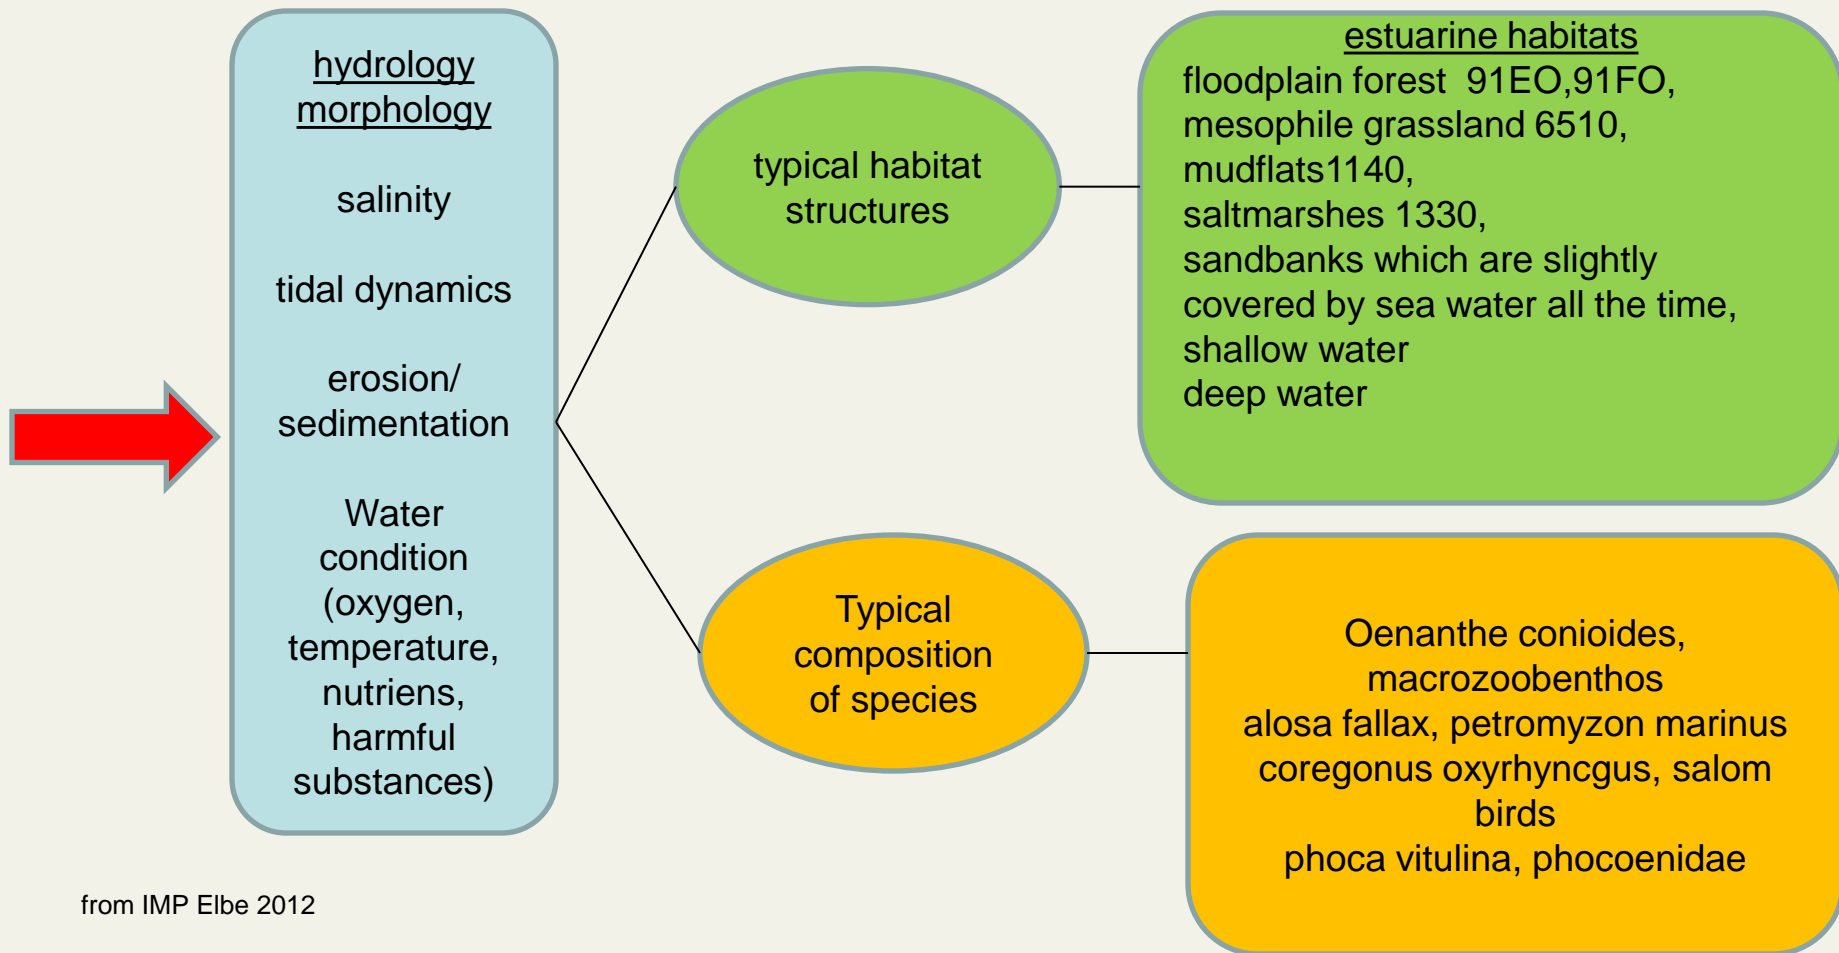 hydrology
morphology
salinity
tidal dynamics
erosion/
sedimentation
Water
condition
(oxygen,
temperature,
nutriens,
harmful
substances)
typical habitat
structures
estuarine habitats
floodplain forest  91EO,91FO,
mesophile grassland 6510,
mudflats1140,
saltmarshes 1330,
sandbanks which are slightly
covered by sea water all the time,
shallow water
deep water
Typical
composition
of species
Oenanthe conioides,
macrozoobenthos
alosa fallax, petromyzon marinus
coregonus oxyrhyncgus, salom
birds
phoca vitulina, phocoenidae
from IMP Elbe 2012